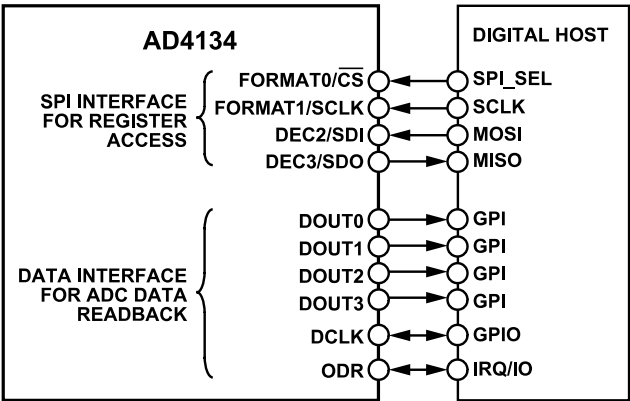 AD4134
DIGITAL HOST
SPI INTERFACE
FOR REGISTER
ACCESS
FORMAT0/CS̅ SPI_SEL
FORMAT1/SCLK SCLK
DEC2/SDI MOSI
DEC3/SDO MISO
DATA INTERFACE
FOR ADC DATA
READBACK
DOUT0 GPI
DOUT1 GPI
DOUT2 GPI
DOUT3 GPI
DCLK GPIO
ODR IRQ/IO